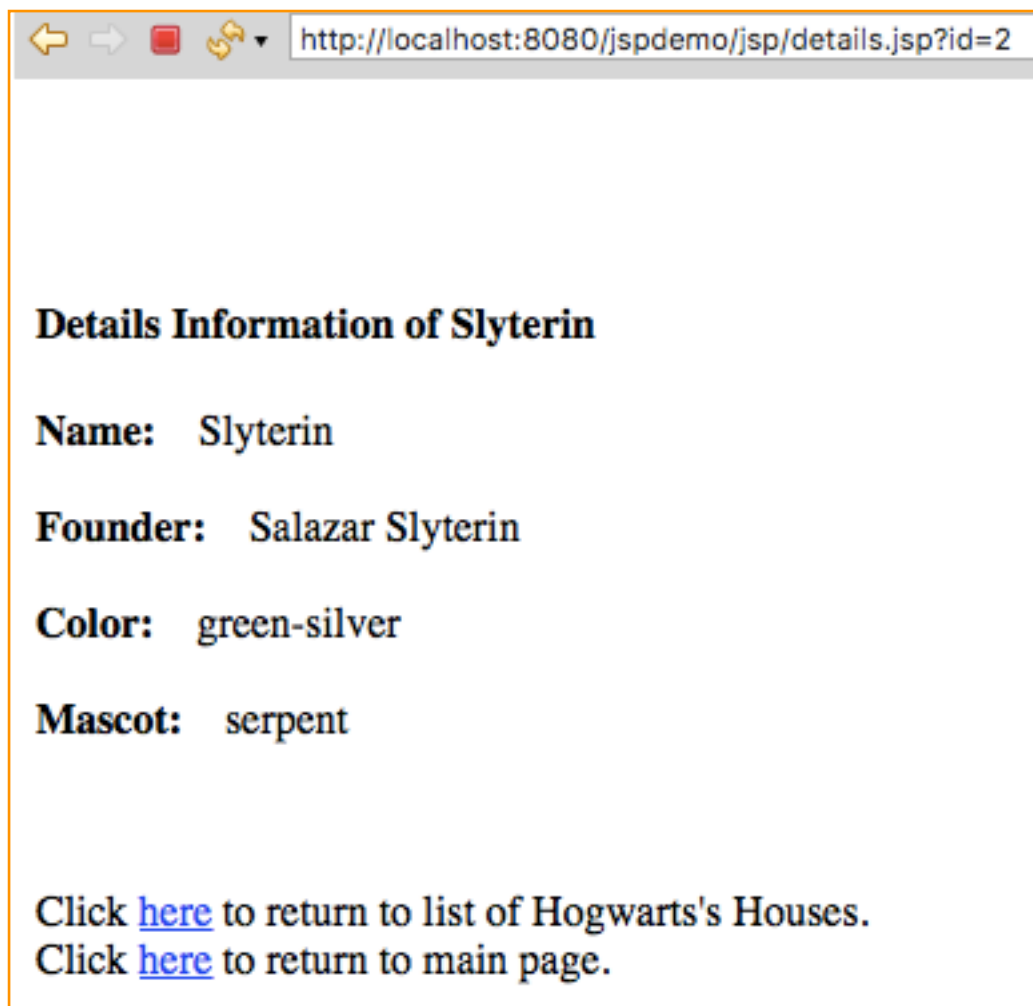 http://localhost:8080/jspdemo/jsp/details.jsp?id=2
Details Information of Slyterin
Name: Slyterin
Founder: Salazar Slyterin
Color: green-silver
Mascot: serpent
Click here to return to list of Hogwarts's Houses.
Click here to return to main page.